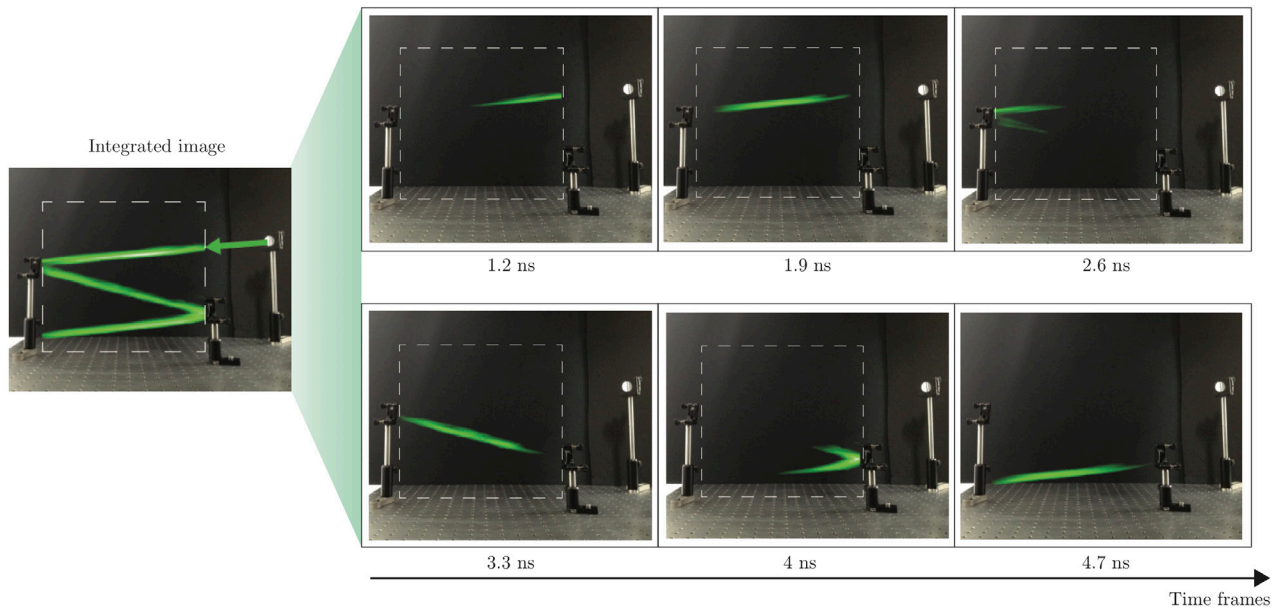 Integrated image
1.2 ns
1.9 ns
2.6 ns
3.3 ns
4 ns
4.7 ns
Time frames